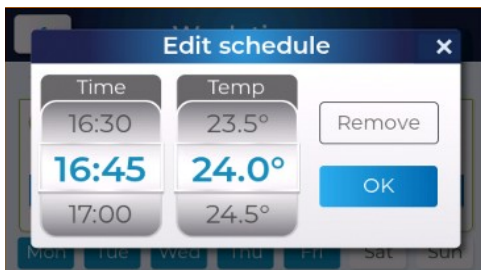 Edit schedule ×
Time Temp
16:30 23.5° Remove
16:45 24.0°
OK
17:00 24.5°
Mon Tue Wed Thu Fri Sat Sun